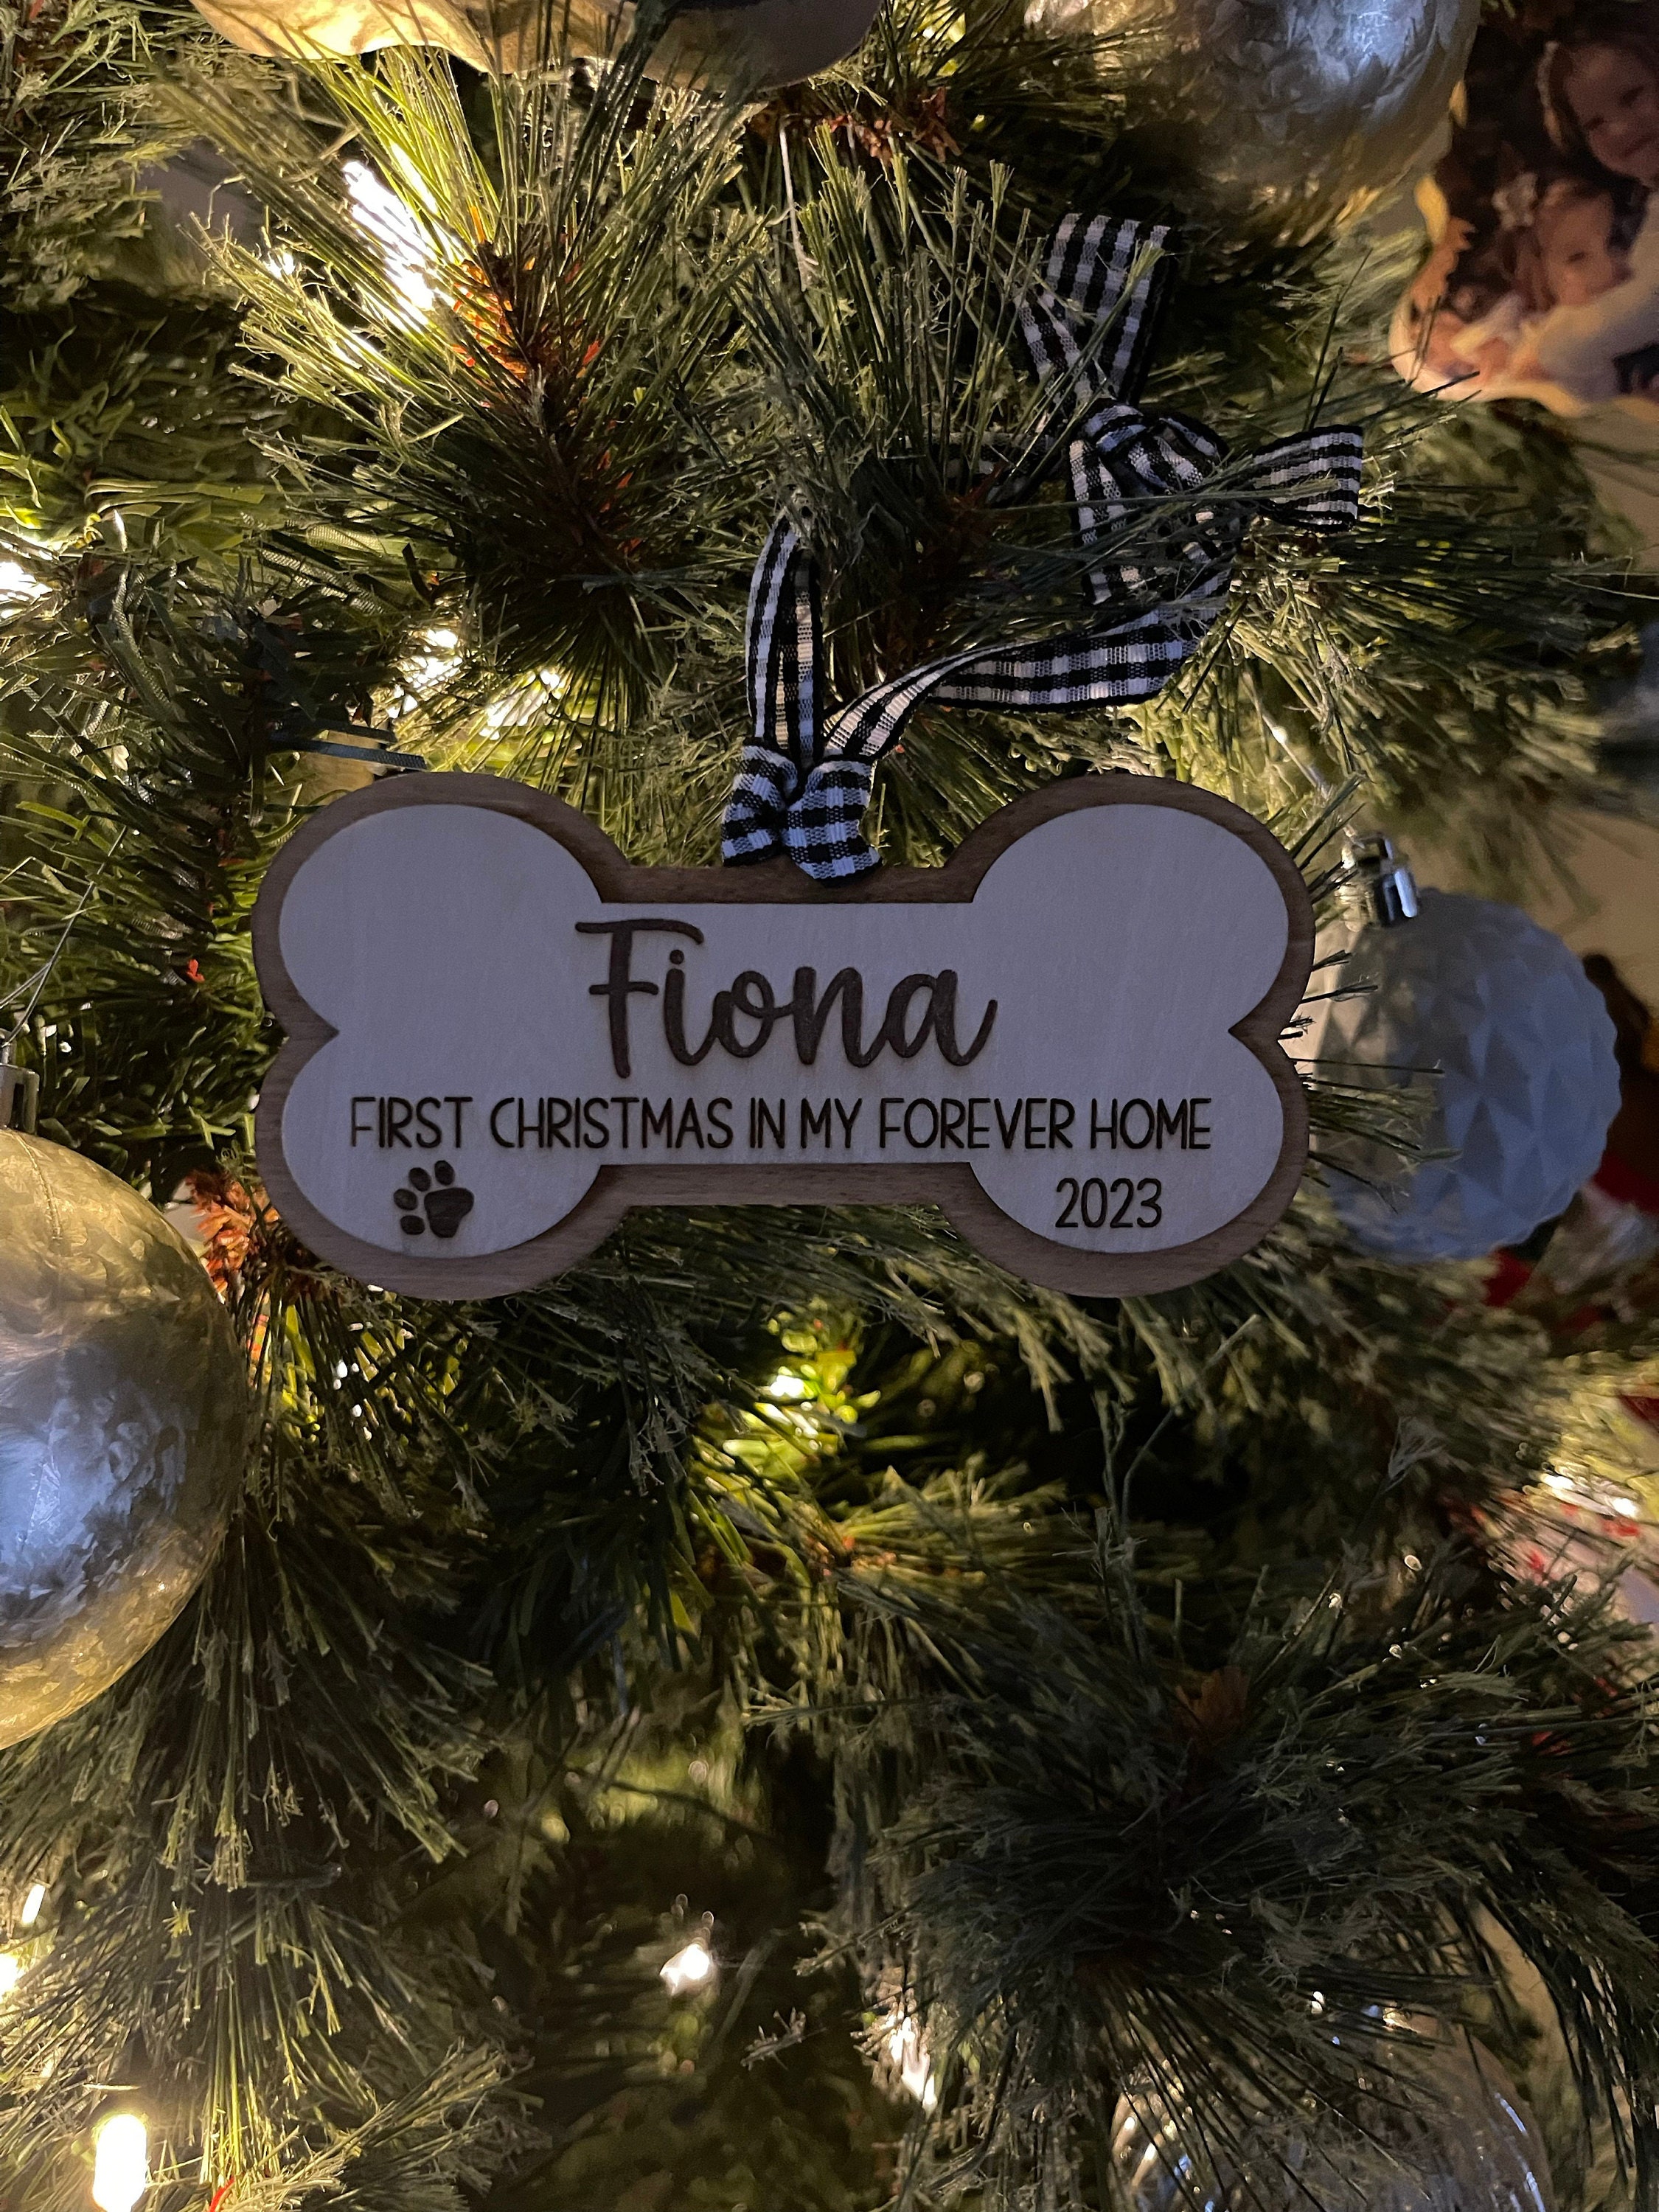 Fiona
FIRST CHRISTMAS IN MY FOREVER HOME
2023